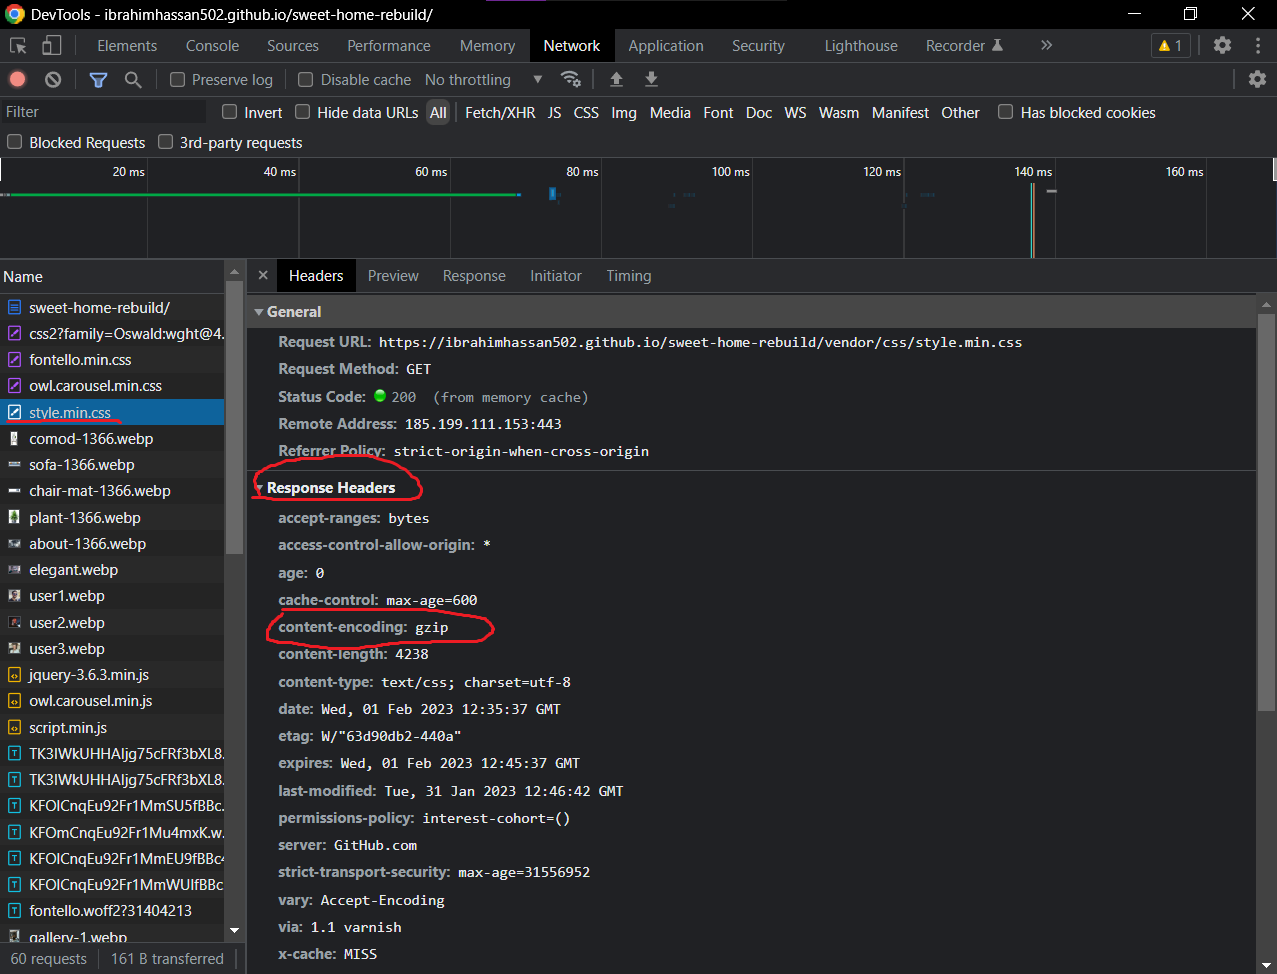 DevTools - ibrahimhassan502.github.io/sweet-home-rebuild/
Elements Console Sources Performance Memory Network Application Security Lighthouse Recorder » 1
Preserve log Disable cache No throttling
Filter Invert Hide data URLs All Fetch/XHR JS CSS Img Media Font Doc WS Wasm Manifest Other Has blocked cookies
Blocked Requests 3rd-party requests
20 ms 40 ms 60 ms 80 ms 100 ms 120 ms 140 ms 160 ms
Name
sweet-home-rebuild/
css2?family=Oswald:wght@4.
fontello.min.css
owl.carousel.min.css
style.min.css
comod-1366.webp
sofa-1366.webp
chair-mat-1366.webp
plant-1366.webp
about-1366.webp
elegant.webp
user1.webp
user2.webp
user3.webp
jquery-3.6.3.min.js
owl.carousel.min.js
script.min.js
TK3IWkUHHAIjg75cFRf3bXL8.
TK3IWkUHHAIjg75cFRf3bXL8.
KFOlCnqEu92Fr1MmSU5fBBc.
KFOmCnqEu92Fr1Mu4mxK.w.
KFOlCnqEu92Fr1MmEU9fBBc4
KFOlCnqEu92Fr1MmWUlfBBc
fontello.woff2?31404213
gallery-1.webp
60 requests 161 B transferred
× Headers Preview Response Initiator Timing
General
Request URL: https://ibrahimhassan502.github.io/sweet-home-rebuild/vendor/css/style.min.css
Request Method: GET
Status Code: 200 (from memory cache)
Remote Address: 185.199.111.153:443
Referrer Policy: strict-origin-when-cross-origin
Response Headers
accept-ranges: bytes
access-control-allow-origin: *
age: 0
cache-control: max-age=600
content-encoding: gzip
content-length: 4238
content-type: text/css; charset=utf-8
date: Wed, 01 Feb 2023 12:35:37 GMT
etag: W/"63d90db2-440a"
expires: Wed, 01 Feb 2023 12:45:37 GMT
last-modified: Tue, 31 Jan 2023 12:46:42 GMT
permissions-policy: interest-cohort=()
server: GitHub.com
strict-transport-security: max-age=31556952
vary: Accept-Encoding
via: 1.1 varnish
x-cache: MISS